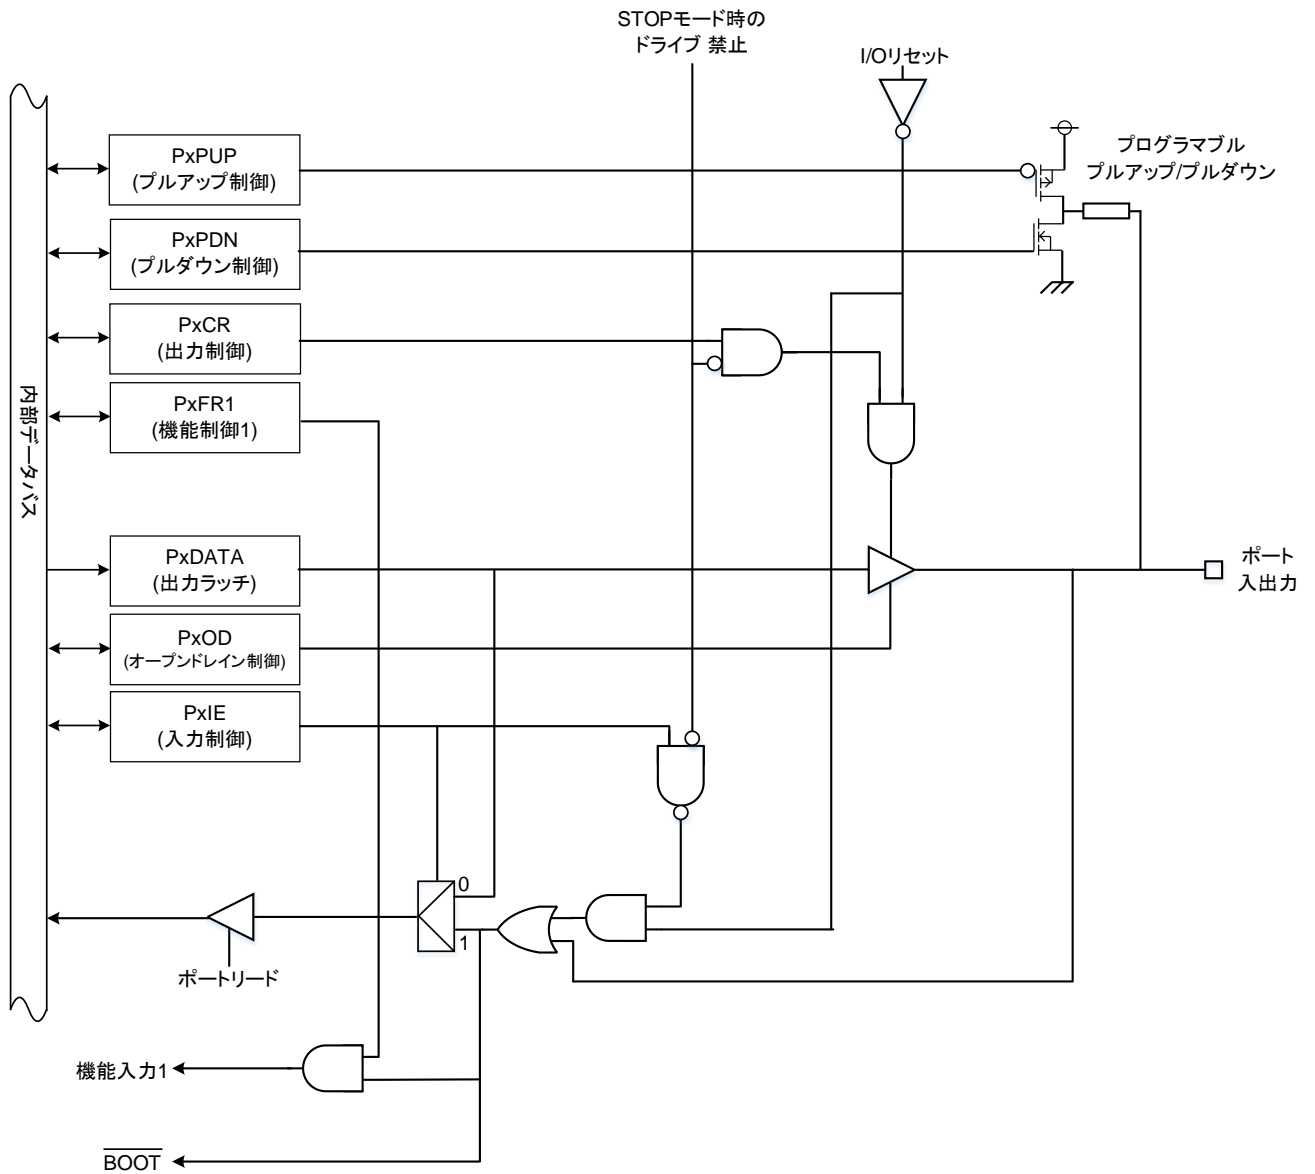 STOPモード時の
ドライブ 禁止
I/Oリセット
PxPUP
(プルアップ制御)
プログラマブル
プルアップ/プルダウン
PxPDN
(プルダウン制御)
PxCR
(出力制御)
PxFR1
(機能制御1)
内部データバス
PxDATA
(出力ラッチ)
ポート
入出力
PxOD
(オープンドレイン制御)
PxIE
(入力制御)
0
1
ポートリード
機能入力1
BOOT